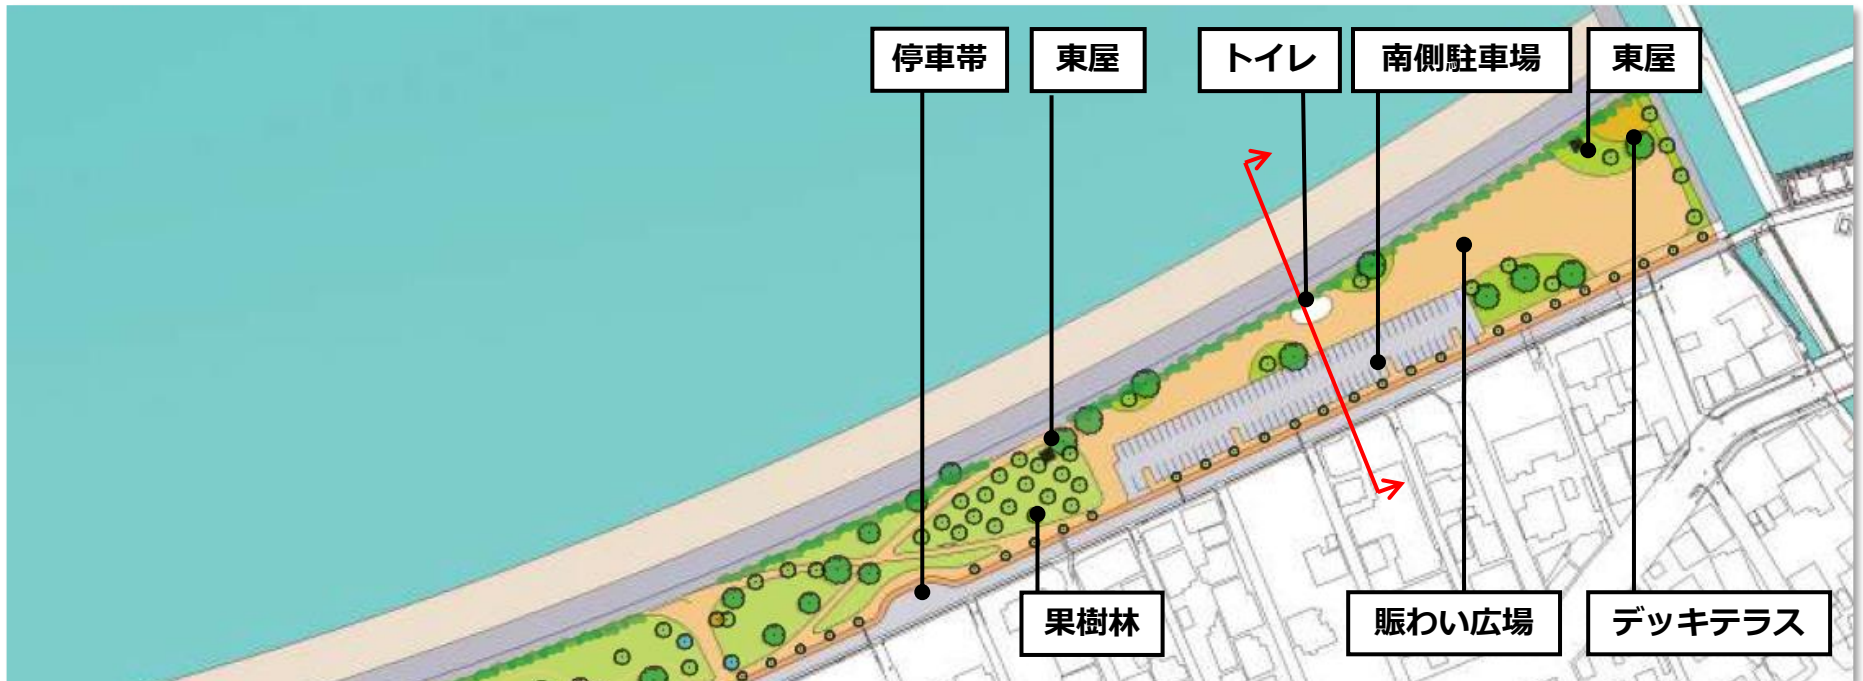 停車帯
東屋
トイレ
南側駐車場
東屋
果樹林
賑わい広場
デッキテラス